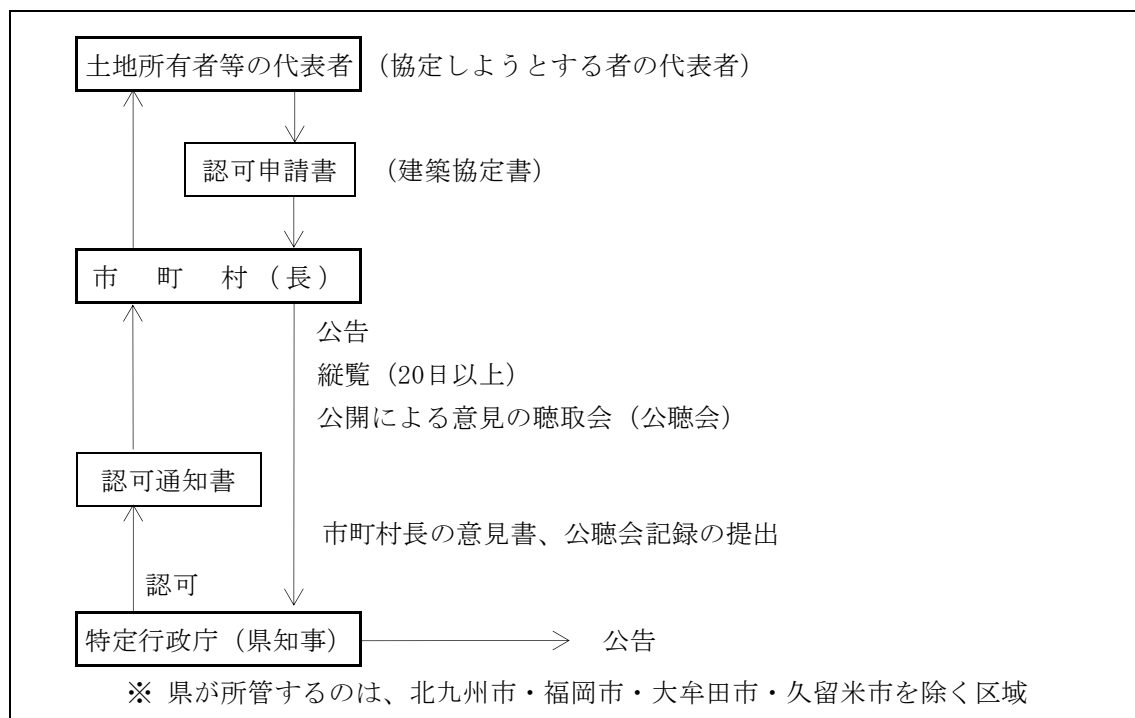 土地所有者等の代表者 (協定しようとする者の代表者)
認可申請書 (建築協定書)
市 町 村(長)
公告
縦覧(20日以上)
公開による意見の聴取会(公聴会)
認可通知書
市町村長の意見書、公聴会記録の提出
認可
特定行政庁(県知事) 公告
※ 県が所管するのは、北九州市・福岡市・大牟田市・久留米市を除く区域